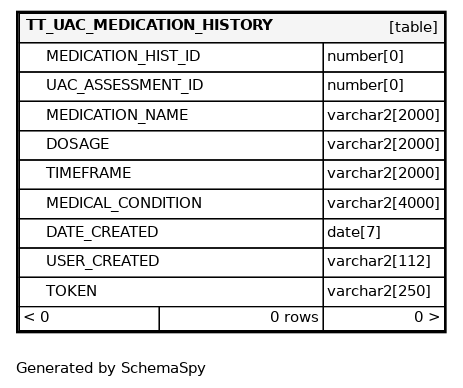 TT_UAC_MEDICATION_HISTORY [table]
MEDICATION_HIST_ID number[0]
UAC_ASSESSMENT_ID number[0]
MEDICATION_NAME varchar2[2000]
DOSAGE varchar2[2000]
TIMEFRAME varchar2[2000]
MEDICAL_CONDITION varchar2[4000]
DATE_CREATED date[7]
USER_CREATED varchar2[112]
TOKEN varchar2[250]
< 0 0 rows 0 >
Generated by SchemaSpy